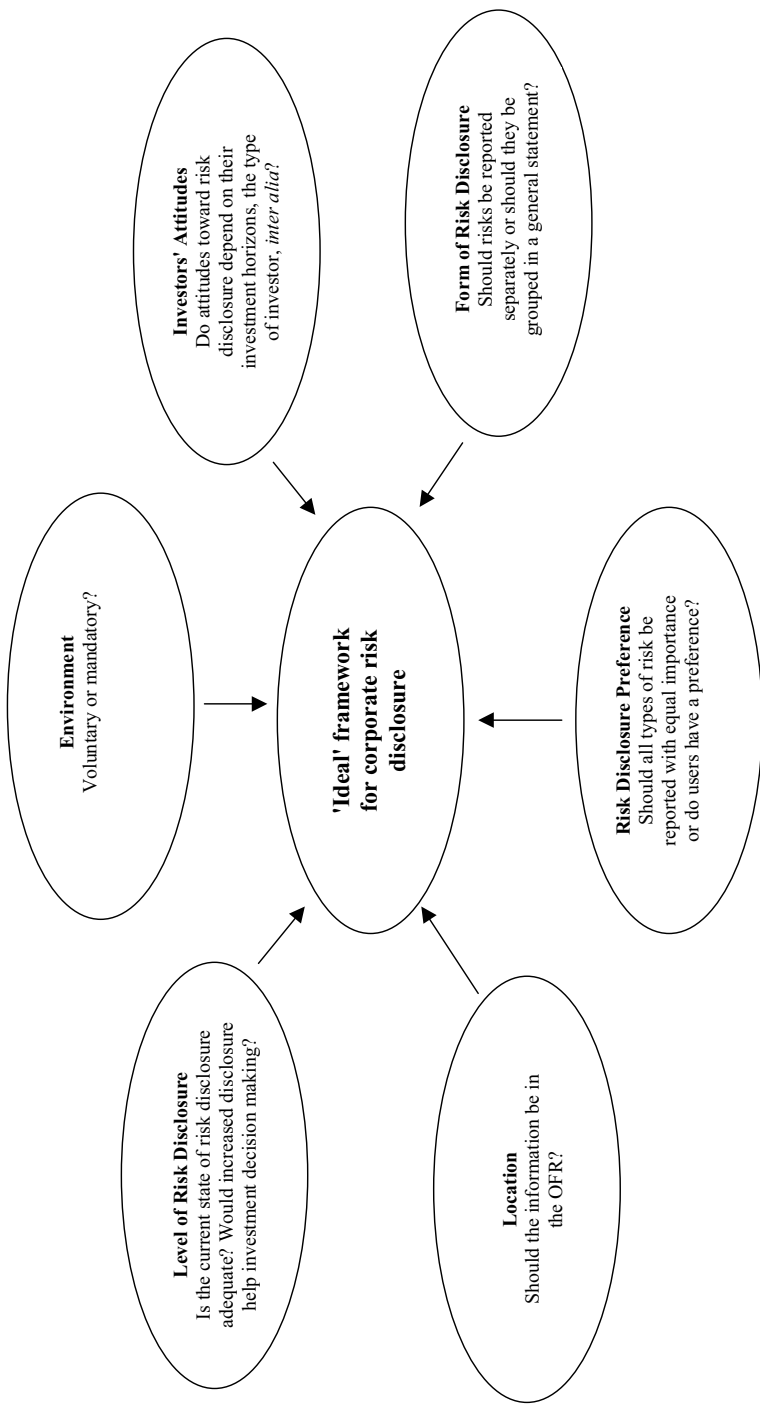 Environment
Voluntary or mandatory?
Level of Risk Disclosure
Is the current state of risk disclosure
adequate? Would increased disclosure
help investment decision making?
Investors' Attitudes
Do attitudes toward risk
disclosure depend on their
investment horizons, the type
of investor, inter alia?
'Ideal' framework
for corporate risk
disclosure
Location
Should the information be in
the OFR?
Form of Risk Disclosure
Should risks be reported
separately or should they be
grouped in a general statement?
Risk Disclosure Preference
Should all types of risk be
reported with equal importance
or do users have a preference?